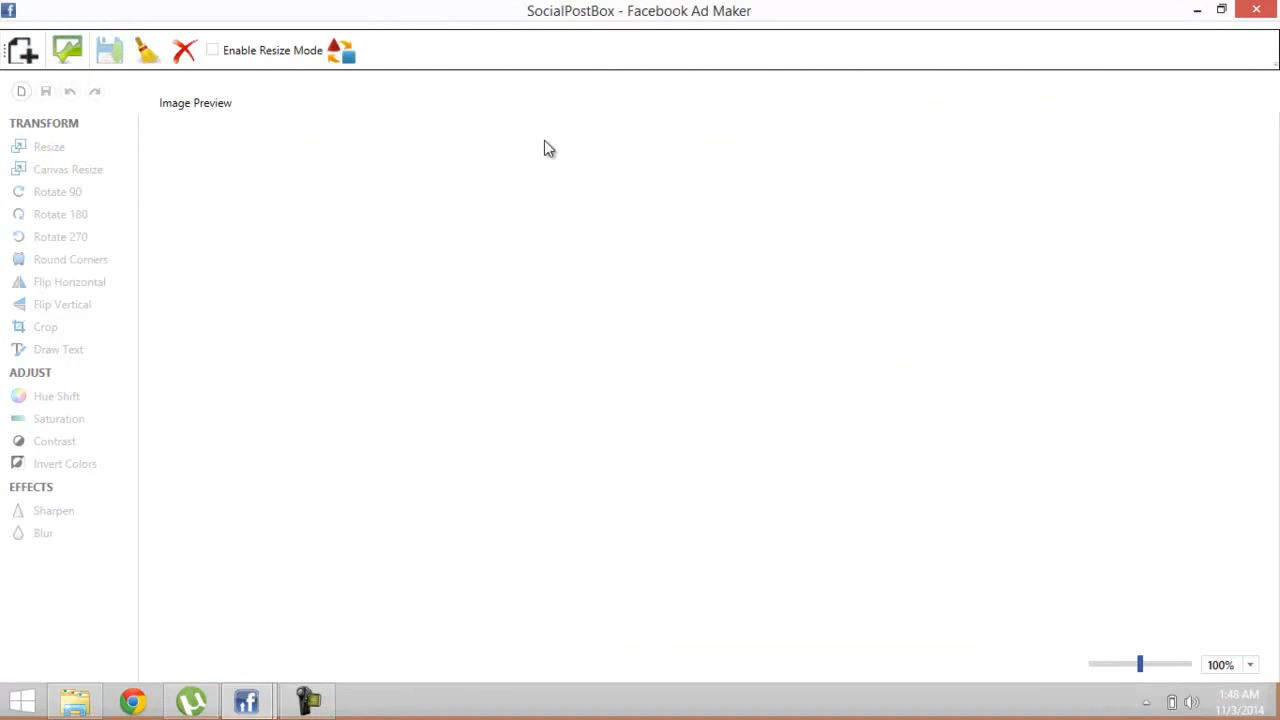 SocialPostBox - Facebook Ad Maker
Enable Resize Mode
Image Preview
TRANSFORM
Resize
Canvas Resize
Rotate 90
Rotate 180
Rotate 270
Round Corners
Flip Horizontal
Flip Vertical
Crop
Draw Text
ADJUST
Hue Shift
Saturation
Contrast
Invert Colors
EFFECTS
Sharpen
Blur
100%
1:48 AM
11/3/2014